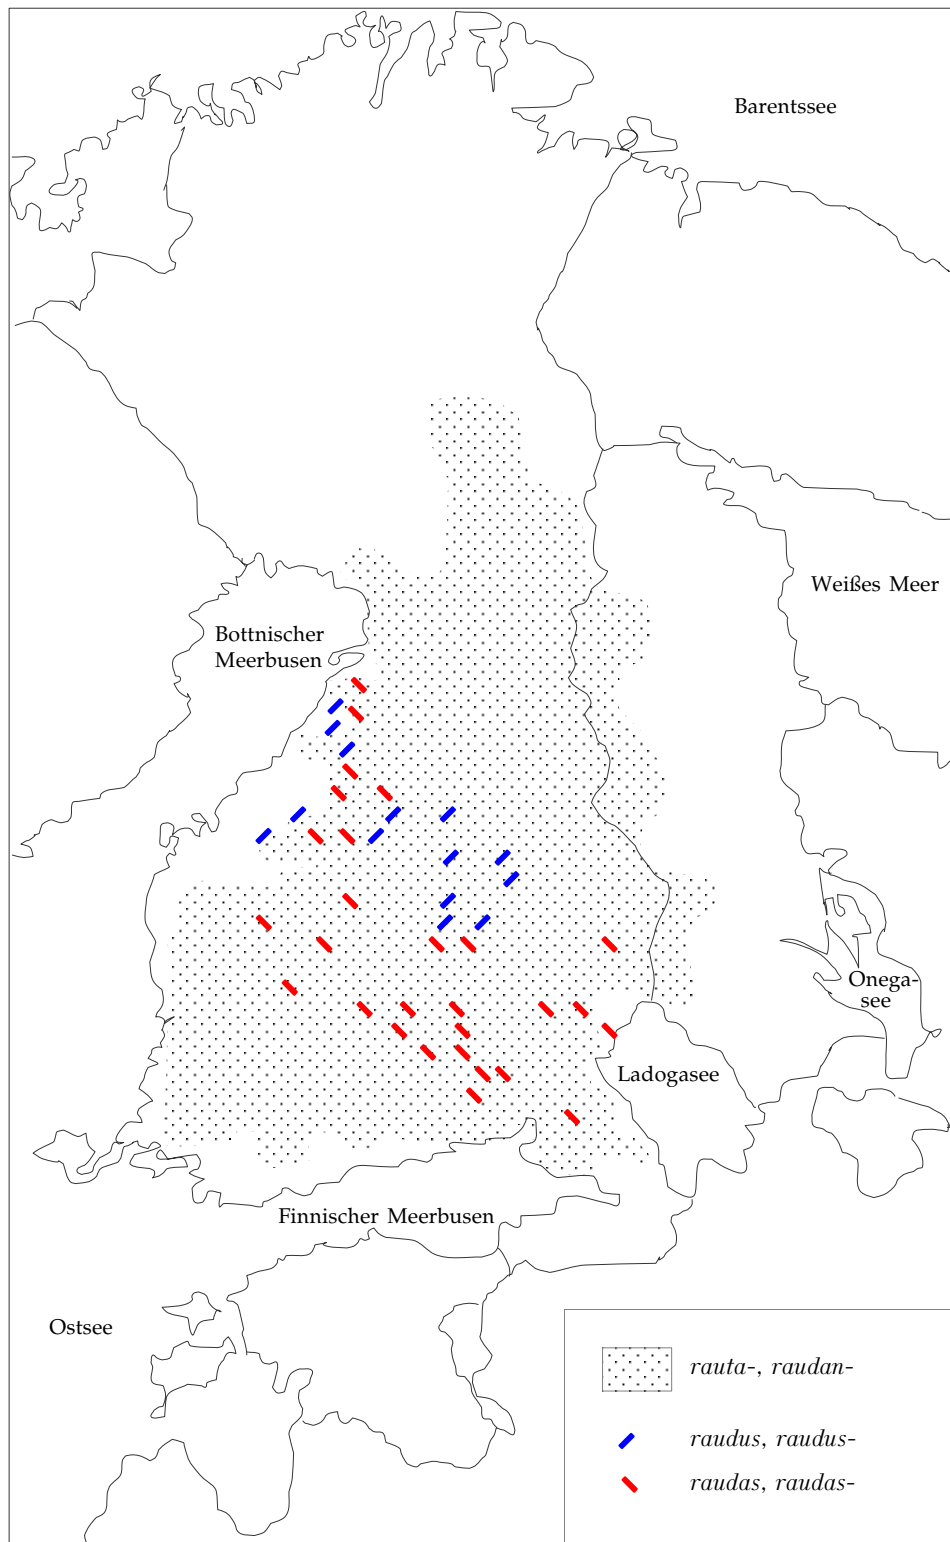 Barentssee
Weißes Meer
Bottnischer
Meerbusen
Onega-
see
Ladogasee
Finnischer Meerbusen
Ostsee
rauta-, raudan-
raudus, raudus-
raudas, raudas-